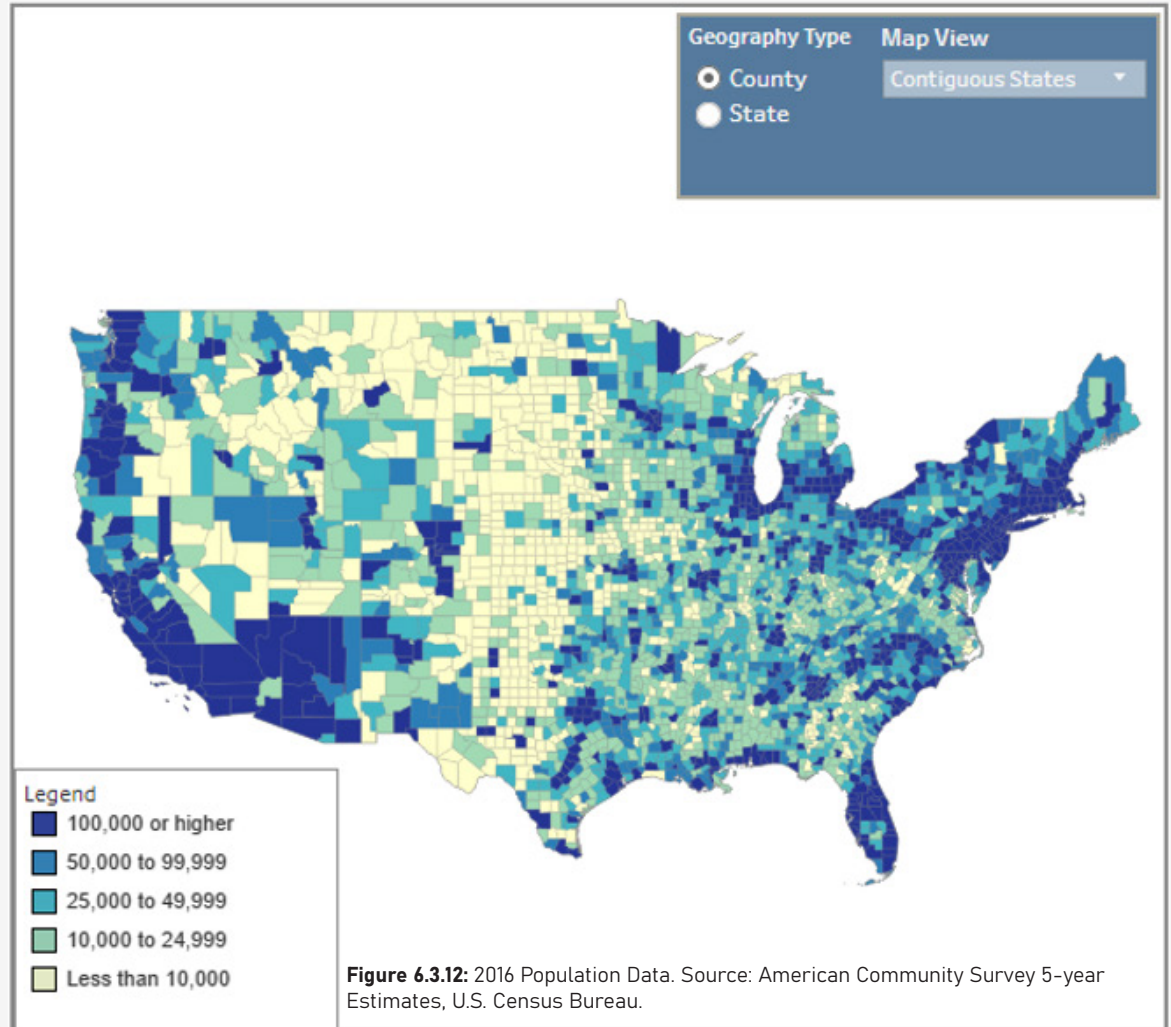 Geography Type Map View
County Contiguous States
State
Legend
100,000 or higher
50,000 to 99,999
25,000 to 49,999
10,000 to 24,999
Less than 10,000
Figure 6.3.12: 2016 Population Data. Source: American Community Survey 5-year
Estimates, U.S. Census Bureau.